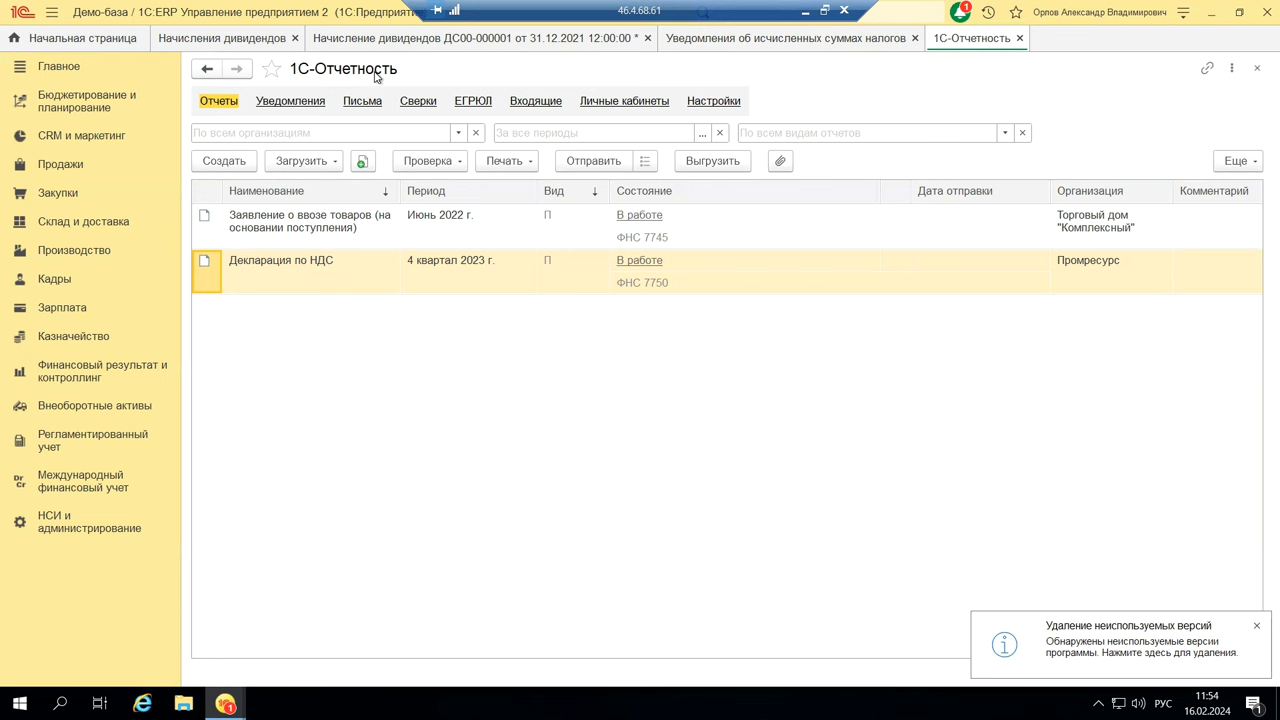 Демо-база / 1С:ERP Управление предприятием 2 (1С:Предприят
46.4.68.61
1
Орлов Александр Владимирович
Начальная страница
Начисления дивидендов
Начисление дивидендов ДС00-000001 от 31.12.2021 12:00:00 *
Уведомления об исчисленных суммах налогов
1С-Отчетность
Главное
Бюджетирование и
планирование
CRM и маркетинг
Продажи
Закупки
Склад и доставка
Производство
Кадры
Зарплата
Казначейство
Финансовый результат и
контроллинг
Внеоборотные активы
Регламентированный
учет
Международный
финансовый учет
НСИ и
администрирование
1С-Отчетность
Отчеты Уведомления Письма Сверки ЕГРЮЛ Входящие Личные кабинеты Настройки
По всем организациям
За все периоды
...
По всем видам отчетов
Создать Загрузить Проверка Печать Отправить Выгрузить Еще
Наименование Период Вид Состояние Дата отправки Организация Комментарий
Заявление о ввозе товаров (на
основании поступления)
Июнь 2022 г.
П
В работе
ФНС 7745
Торговый дом
"Комплексный"
Декларация по НДС
4 квартал 2023 г.
П
В работе
ФНС 7750
Промресурс
Удаление неиспользуемых версий
Обнаружены неиспользуемые версии
программы. Нажмите здесь для удаления.
1
РУС
11:54
16.02.2024
1